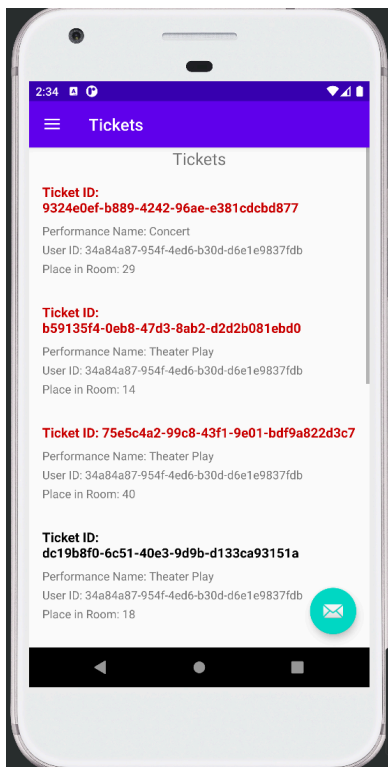 2:34
Tickets
Tickets
Ticket ID:
9324e0ef-b889-4242-96ae-e381cdcbd877
Performance Name: Concert
User ID: 34a84a87-954f-4ed6-b30d-d6e1e9837fdb
Place in Room: 29
Ticket ID:
b59135f4-0eb8-47d3-8ab2-d2d2b081ebd0
Performance Name: Theater Play
User ID: 34a84a87-954f-4ed6-b30d-d6e1e9837fdb
Place in Room: 14
Ticket ID: 75e5c4a2-99c8-43f1-9e01-bdf9a822d3c7
Performance Name: Theater Play
User ID: 34a84a87-954f-4ed6-b30d-d6e1e9837fdb
Place in Room: 40
Ticket ID:
dc19b8f0-6c51-40e3-9d9b-d133ca93151a
Performance Name: Theater Play
User ID: 34a84a87-954f-4ed6-b30d-d6e1e9837fdb
Place in Room: 18